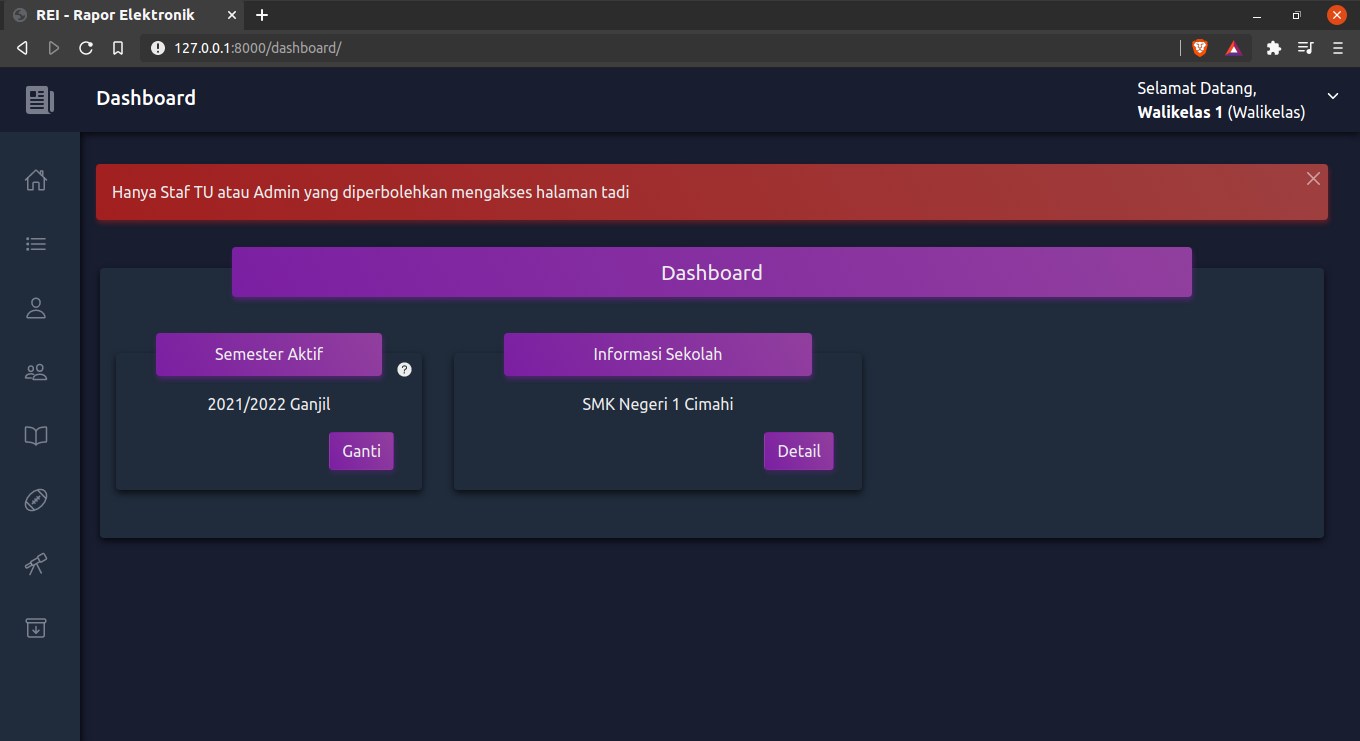 REI - Rapor Elektronik
127.0.0.1:8000/dashboard/
Dashboard
Selamat Datang,
Walikelas 1 (Walikelas)
Hanya Staf TU atau Admin yang diperbolehkan mengakses halaman tadi
Dashboard
Semester Aktif
?
2021/2022 Ganjil
Ganti
Informasi Sekolah
SMK Negeri 1 Cimahi
Detail